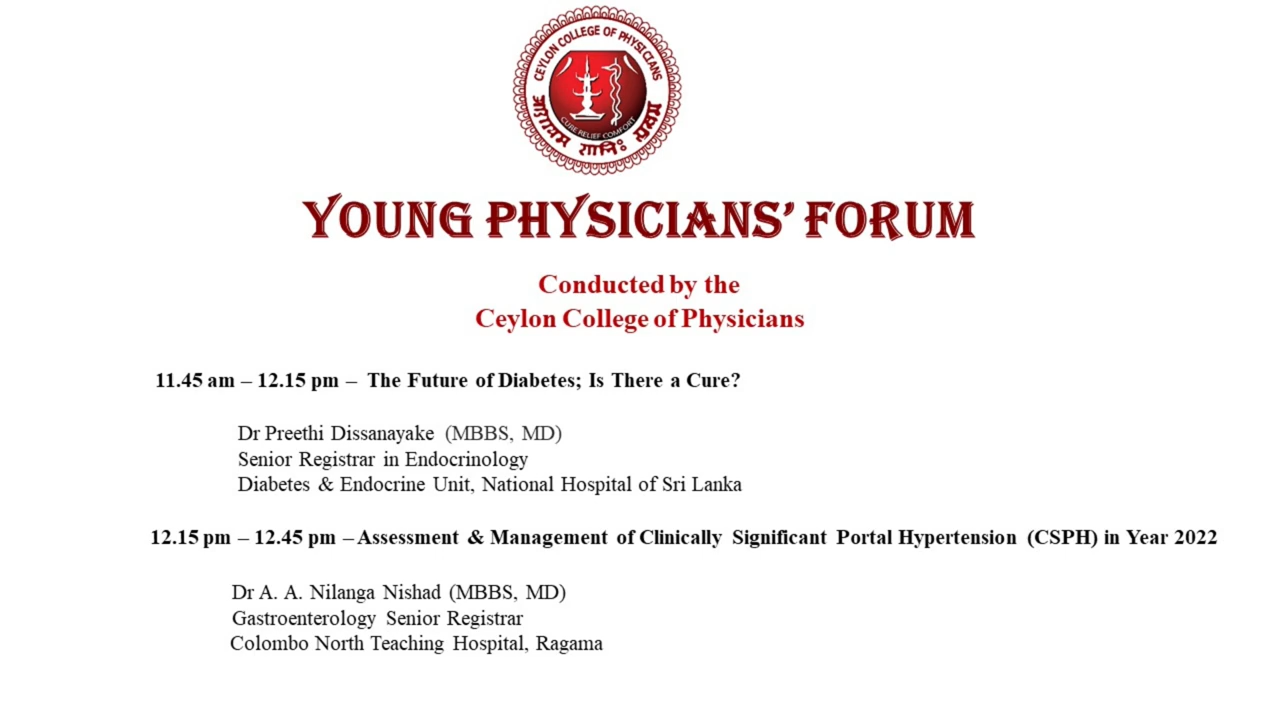 CEYLON COLLEGE OF PHYSICIANS
CURE RELIEF COMFORT
YOUNG PHYSICIANS’ FORUM
Conducted by the
Ceylon College of Physicians
11.45 am – 12.15 pm – The Future of Diabetes; Is There a Cure?
Dr Preethi Dissanayake (MBBS, MD)
Senior Registrar in Endocrinology
Diabetes & Endocrine Unit, National Hospital of Sri Lanka
12.15 pm – 12.45 pm – Assessment & Management of Clinically Significant Portal Hypertension (CSPH) in Year 2022
Dr A. A. Nilanga Nishad (MBBS, MD)
Gastroenterology Senior Registrar
Colombo North Teaching Hospital, Ragama